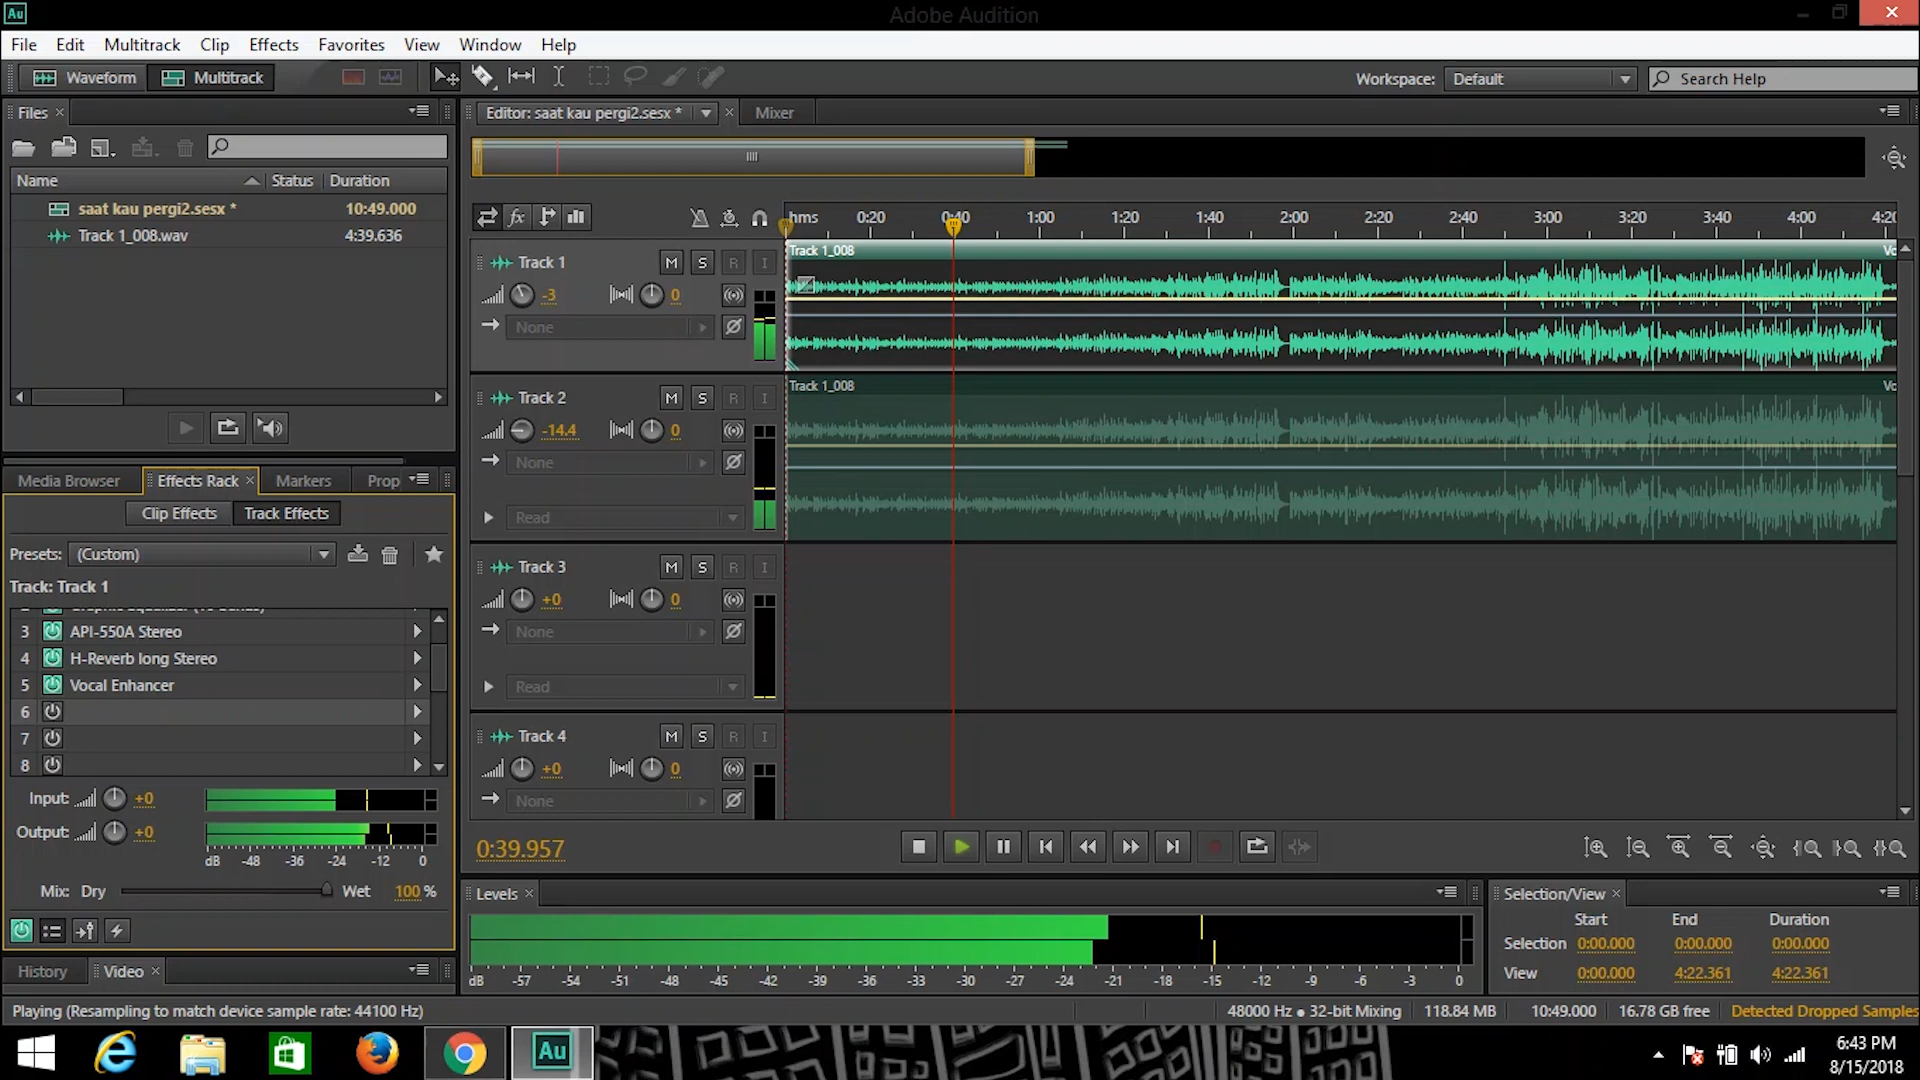 Au
Adobe Audition
File Edit Multitrack Clip Effects Favorites View Window Help
Waveform Multitrack
Workspace: Default
Search Help
Files
Editor: saat kau pergi2.sesx *
Mixer
Name Status Duration
saat kau pergi2.sesx * 10:49.000
Track 1_008.wav 4:39.636
hms 0:20 0:40 1:00 1:20 1:40 2:00 2:20 2:40 3:00 3:20 3:40 4:00 4:20
fx
Track 1 M S R I
-3 0
None
Track 1_008
Vo
Track 2 M S R I
-14.4 0
None
Read
Track 1_008
Vo
Track 3 M S R I
+0 0
None
Read
Track 4 M S R I
+0 0
None
Media Browser Effects Rack Markers Prop
Clip Effects Track Effects
Presets: (Custom)
Track: Track 1
3 API-550A Stereo
4 H-Reverb long Stereo
5 Vocal Enhancer
6
7
8
Input: +0
Output: +0
dB -48 -36 -24 -12 0
Mix: Dry Wet 100 %
History Video
0:39.957
Levels
dB -57 -54 -51 -48 -45 -42 -39 -36 -33 -30 -27 -24 -21 -18 -15 -12 -9 -6 -3 0
Selection/View
Start End Duration
Selection 0:00.000 0:00.000 0:00.000
View 0:00.000 4:22.361 4:22.361
Playing (Resampling to match device sample rate: 44100 Hz)
48000 Hz • 32-bit Mixing 118.84 MB 10:49.000 16.78 GB free Detected Dropped Samples
Au
6:43 PM
8/15/2018